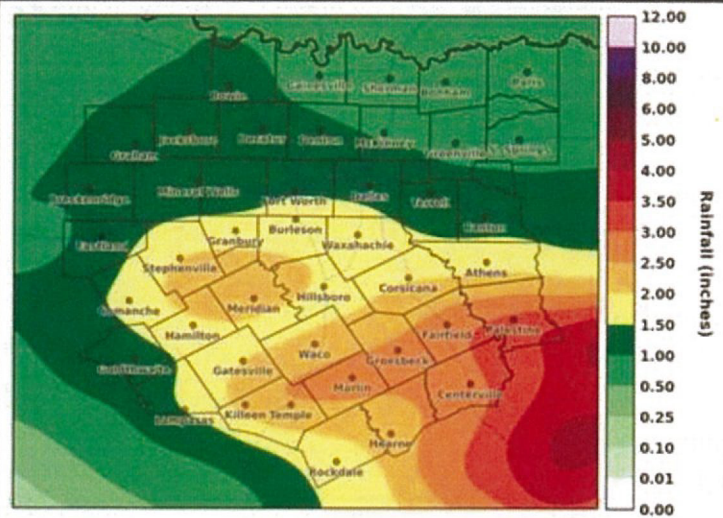 12.00
10.00
8.00
7.00
6.00
5.00
4.00
3.50
3.00
2.50
2.00
1.50
1.00
0.50
0.25
0.10
0.01
0.00
Rainfall (inches)
Gainesville Sherman Bonham Paris
Bowie
Graham Jacksboro Decatur Denton McKinney Greenville S. Springs
Breckenridge Mineral Wells Fort Worth Dallas Terrell
Canton
Eastland Granbury Burleson Waxahachie
Stephenville Athens
Comanche Meridian Hillsboro Corsicana
Hamilton Fairfield Palestine
Goldthwaite Gatesville Waco Groesbeck
Marlin Centerville
Lampasas Killeen Temple
Hearne
Rockdale